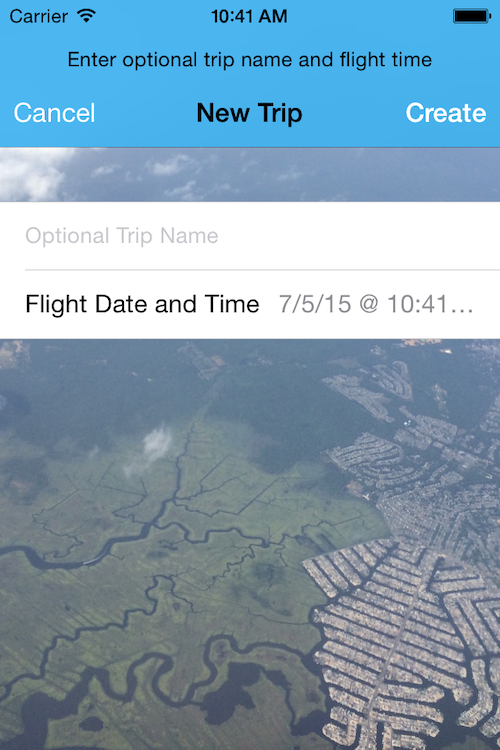 Carrier 10:41 AM
Enter optional trip name and flight time
Cancel New Trip Create
Optional Trip Name
Flight Date and Time 7/5/15 @ 10:41...